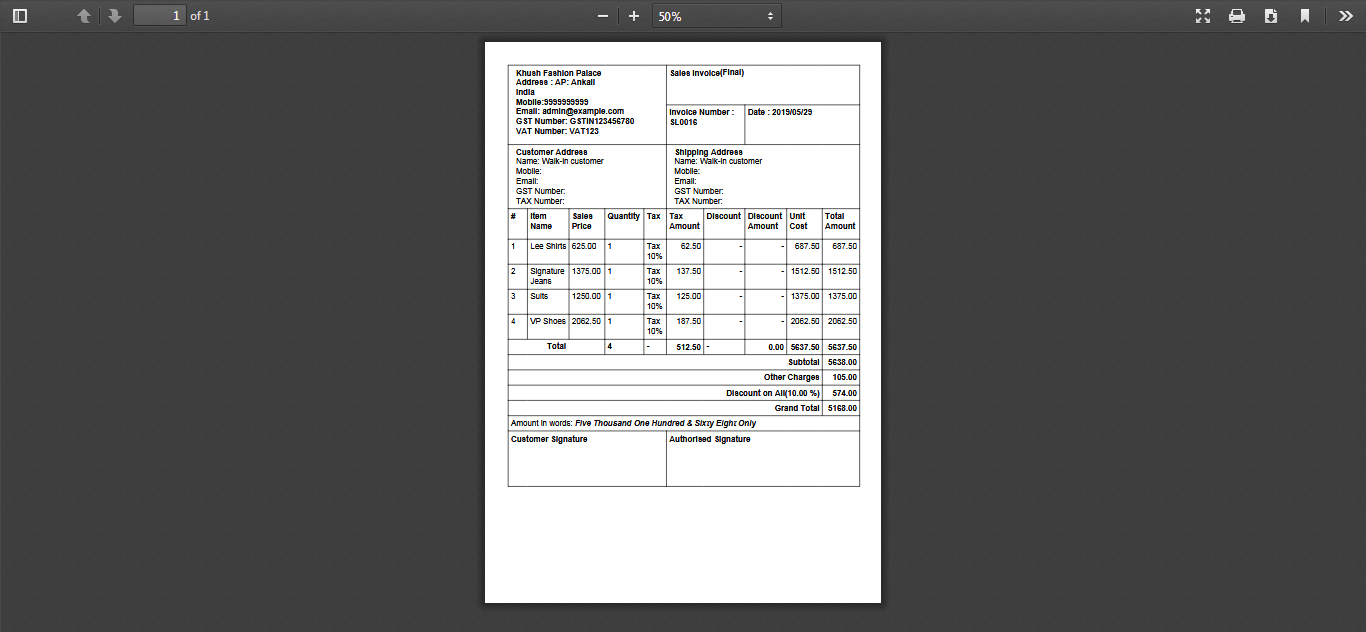 1 of 1
50%
Khush Fashion Palace
Address : AP: Ankali
India
Mobile:9999999999
Email: admin@example.com
GST Number: GSTIN123456780
VAT Number: VAT123
Sales Invoice(Final)
Invoice Number :
SL0016
Date : 2019/05/29
Customer Address
Name: Walk-in customer
Mobile:
Email:
GST Number:
TAX Number:
Shipping Address
Name: Walk-in customer
Mobile:
Email:
GST Number:
TAX Number:
# Item Name Sales Price Quantity Tax Tax Amount Discount Discount Amount Unit Cost Total Amount
1 Lee Shirts 625.00 1 Tax 10% 62.50 - - 687.50 687.50
2 Signature Jeans 1375.00 1 Tax 10% 137.50 - - 1512.50 1512.50
3 Suits 1250.00 1 Tax 10% 125.00 - - 1375.00 1375.00
4 VP Shoes 2062.50 1 Tax 10% 187.50 - - 2062.50 2062.50
Total 4 - 512.50 - 0.00 5637.50 5637.50
Subtotal 5638.00
Other Charges 105.00
Discount on All(10.00 %) 574.00
Grand Total 5168.00
Amount in words: Five Thousand One Hundred & Sixty Eight Only
Customer Signature
Authorised Signature